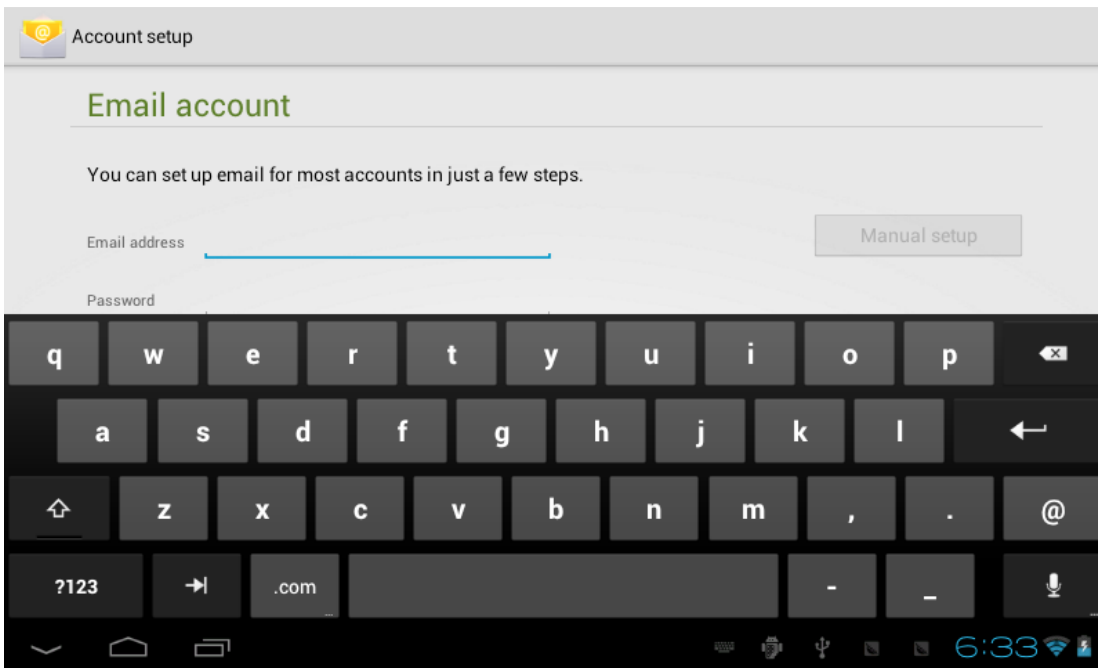 Account setup
Email account
You can set up email for most accounts in just a few steps.
Email address
Manual setup
Password
q w e r t y u i o p
a s d f g h j k l
z x c v b n m , . @
?123 .com - _
6:33